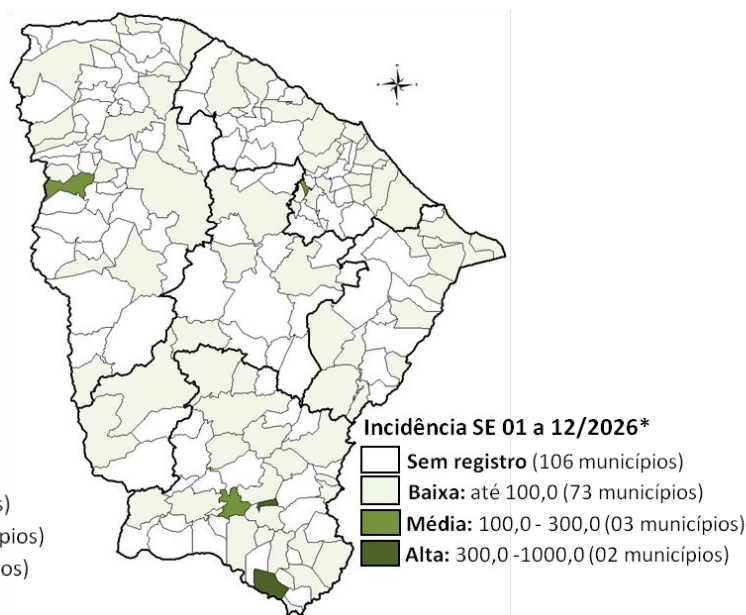 Incidência SE 01 a 12/2026*
Sem registro (106 municípios)
Baixa: até 100,0 (73 municípios)
Média: 100,0 - 300,0 (03 municípios)
Alta: 300,0 -1000,0 (02 municípios)